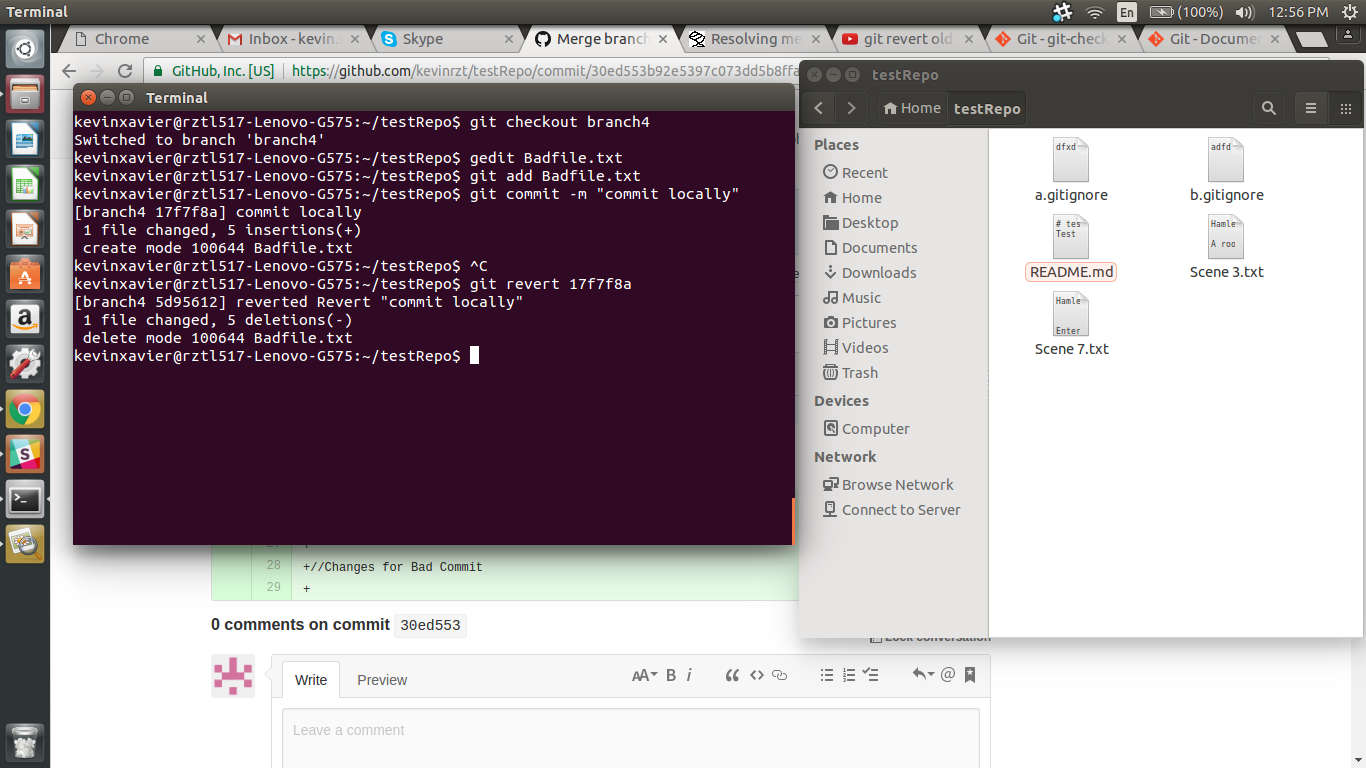 Terminal
En
(100%)
12:56 PM
Chrome
Inbox - kevin.
Skype
Merge branch
Resolving me
git revert old
Git - git-check
Git - Docume
GitHub, Inc. [US]
https://github.com/kevinrzt/testRepo/commit/30ed553b92e5397c073dd5b8ffa
Terminal
kevinxavier@rztl517-Lenovo-G575:~/testRepo$ git checkout branch4
Switched to branch 'branch4'
kevinxavier@rztl517-Lenovo-G575:~/testRepo$ gedit Badfile.txt
kevinxavier@rztl517-Lenovo-G575:~/testRepo$ git add Badfile.txt
kevinxavier@rztl517-Lenovo-G575:~/testRepo$ git commit -m "commit locally"
[branch4 17f7f8a] commit locally
 1 file changed, 5 insertions(+)
 create mode 100644 Badfile.txt
kevinxavier@rztl517-Lenovo-G575:~/testRepo$ ^C
kevinxavier@rztl517-Lenovo-G575:~/testRepo$ git revert 17f7f8a
[branch4 5d95612] reverted Revert "commit locally"
 1 file changed, 5 deletions(-)
 delete mode 100644 Badfile.txt
kevinxavier@rztl517-Lenovo-G575:~/testRepo$
testRepo
Home
testRepo
Places
Recent
Home
Desktop
Documents
Downloads
Music
Pictures
Videos
Trash
Devices
Computer
Network
Browse Network
Connect to Server
dfxd
a.gitignore
adfd
b.gitignore
# tes
Test
README.md
Hamle
A roo
Scene 3.txt
Hamle
Enter
Scene 7.txt
28 +//Changes for Bad Commit
29 +
0 comments on commit 30ed553
Lock conversation
Write
Preview
AA
B
i
@
Leave a comment